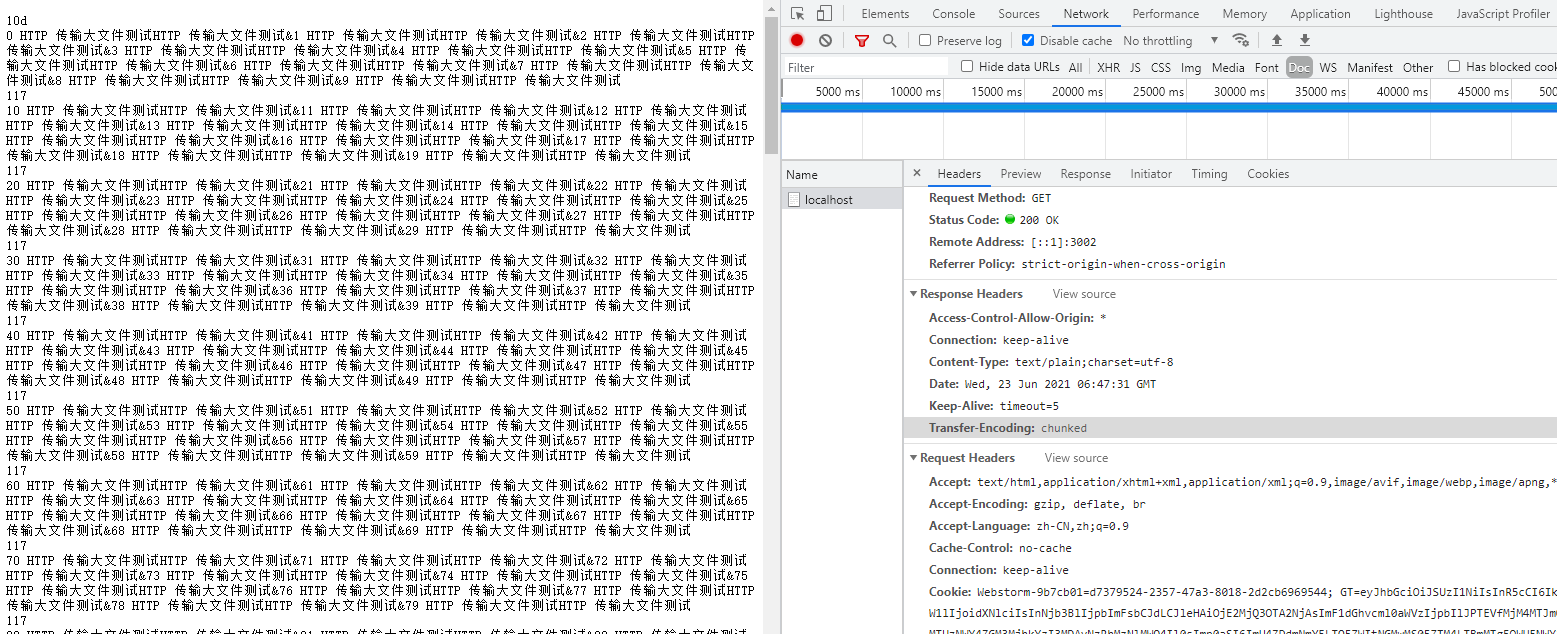 10d
0 HTTP 传输大文件测试HTTP 传输大文件测试&1 HTTP 传输大文件测试HTTP 传输大文件测试&2 HTTP 传输大文件测试HTTP
传输大文件测试&3 HTTP 传输大文件测试HTTP 传输大文件测试&4 HTTP 传输大文件测试HTTP 传输大文件测试&5 HTTP 传
输大文件测试HTTP 传输大文件测试&6 HTTP 传输大文件测试HTTP 传输大文件测试&7 HTTP 传输大文件测试HTTP 传输大文
件测试&8 HTTP 传输大文件测试HTTP 传输大文件测试&9 HTTP 传输大文件测试HTTP 传输大文件测试
117
10 HTTP 传输大文件测试HTTP 传输大文件测试&11 HTTP 传输大文件测试HTTP 传输大文件测试&12 HTTP 传输大文件测试
HTTP 传输大文件测试&13 HTTP 传输大文件测试HTTP 传输大文件测试&14 HTTP 传输大文件测试HTTP 传输大文件测试&15
HTTP 传输大文件测试HTTP 传输大文件测试&16 HTTP 传输大文件测试HTTP 传输大文件测试&17 HTTP 传输大文件测试HTTP
传输大文件测试&18 HTTP 传输大文件测试HTTP 传输大文件测试&19 HTTP 传输大文件测试HTTP 传输大文件测试
117
20 HTTP 传输大文件测试HTTP 传输大文件测试&21 HTTP 传输大文件测试HTTP 传输大文件测试&22 HTTP 传输大文件测试
HTTP 传输大文件测试&23 HTTP 传输大文件测试HTTP 传输大文件测试&24 HTTP 传输大文件测试HTTP 传输大文件测试&25
HTTP 传输大文件测试HTTP 传输大文件测试&26 HTTP 传输大文件测试HTTP 传输大文件测试&27 HTTP 传输大文件测试HTTP
传输大文件测试&28 HTTP 传输大文件测试HTTP 传输大文件测试&29 HTTP 传输大文件测试HTTP 传输大文件测试
117
30 HTTP 传输大文件测试HTTP 传输大文件测试&31 HTTP 传输大文件测试HTTP 传输大文件测试&32 HTTP 传输大文件测试
HTTP 传输大文件测试&33 HTTP 传输大文件测试HTTP 传输大文件测试&34 HTTP 传输大文件测试HTTP 传输大文件测试&35
HTTP 传输大文件测试HTTP 传输大文件测试&36 HTTP 传输大文件测试HTTP 传输大文件测试&37 HTTP 传输大文件测试HTTP
传输大文件测试&38 HTTP 传输大文件测试HTTP 传输大文件测试&39 HTTP 传输大文件测试HTTP 传输大文件测试
117
40 HTTP 传输大文件测试HTTP 传输大文件测试&41 HTTP 传输大文件测试HTTP 传输大文件测试&42 HTTP 传输大文件测试
HTTP 传输大文件测试&43 HTTP 传输大文件测试HTTP 传输大文件测试&44 HTTP 传输大文件测试HTTP 传输大文件测试&45
HTTP 传输大文件测试HTTP 传输大文件测试&46 HTTP 传输大文件测试HTTP 传输大文件测试&47 HTTP 传输大文件测试HTTP
传输大文件测试&48 HTTP 传输大文件测试HTTP 传输大文件测试&49 HTTP 传输大文件测试HTTP 传输大文件测试
117
50 HTTP 传输大文件测试HTTP 传输大文件测试&51 HTTP 传输大文件测试HTTP 传输大文件测试&52 HTTP 传输大文件测试
HTTP 传输大文件测试&53 HTTP 传输大文件测试HTTP 传输大文件测试&54 HTTP 传输大文件测试HTTP 传输大文件测试&55
HTTP 传输大文件测试HTTP 传输大文件测试&56 HTTP 传输大文件测试HTTP 传输大文件测试&57 HTTP 传输大文件测试HTTP
传输大文件测试&58 HTTP 传输大文件测试HTTP 传输大文件测试&59 HTTP 传输大文件测试HTTP 传输大文件测试
117
60 HTTP 传输大文件测试HTTP 传输大文件测试&61 HTTP 传输大文件测试HTTP 传输大文件测试&62 HTTP 传输大文件测试
HTTP 传输大文件测试&63 HTTP 传输大文件测试HTTP 传输大文件测试&64 HTTP 传输大文件测试HTTP 传输大文件测试&65
HTTP 传输大文件测试HTTP 传输大文件测试&66 HTTP 传输大文件测试HTTP 传输大文件测试&67 HTTP 传输大文件测试HTTP
传输大文件测试&68 HTTP 传输大文件测试HTTP 传输大文件测试&69 HTTP 传输大文件测试HTTP 传输大文件测试
117
70 HTTP 传输大文件测试HTTP 传输大文件测试&71 HTTP 传输大文件测试HTTP 传输大文件测试&72 HTTP 传输大文件测试
HTTP 传输大文件测试&73 HTTP 传输大文件测试HTTP 传输大文件测试&74 HTTP 传输大文件测试HTTP 传输大文件测试&75
HTTP 传输大文件测试HTTP 传输大文件测试&76 HTTP 传输大文件测试HTTP 传输大文件测试&77 HTTP 传输大文件测试HTTP
传输大文件测试&78 HTTP 传输大文件测试HTTP 传输大文件测试&79 HTTP 传输大文件测试HTTP 传输大文件测试
117
Elements Console Sources Network Performance Memory Application Lighthouse JavaScript Profiler
Preserve log Disable cache No throttling
Filter Hide data URLs All XHR JS CSS Img Media Font Doc WS Manifest Other Has blocked cook
5000 ms 10000 ms 15000 ms 20000 ms 25000 ms 30000 ms 35000 ms 40000 ms 45000 ms 500
Name
localhost
× Headers Preview Response Initiator Timing Cookies
Request Method: GET
Status Code: 200 OK
Remote Address: [::1]:3002
Referrer Policy: strict-origin-when-cross-origin
Response Headers View source
Access-Control-Allow-Origin: *
Connection: keep-alive
Content-Type: text/plain;charset=utf-8
Date: Wed, 23 Jun 2021 06:47:31 GMT
Keep-Alive: timeout=5
Transfer-Encoding: chunked
Request Headers View source
Accept: text/html,application/xhtml+xml,application/xml;q=0.9,image/avif,image/webp,image/apng,*
Accept-Encoding: gzip, deflate, br
Accept-Language: zh-CN,zh;q=0.9
Cache-Control: no-cache
Connection: keep-alive
Cookie: Webstorm-9b7cb01=d7379524-2357-47a3-8018-2d2cb6969544; GT=eyJhbGciOiJSUzI1NiIsInR5cCI6Ik